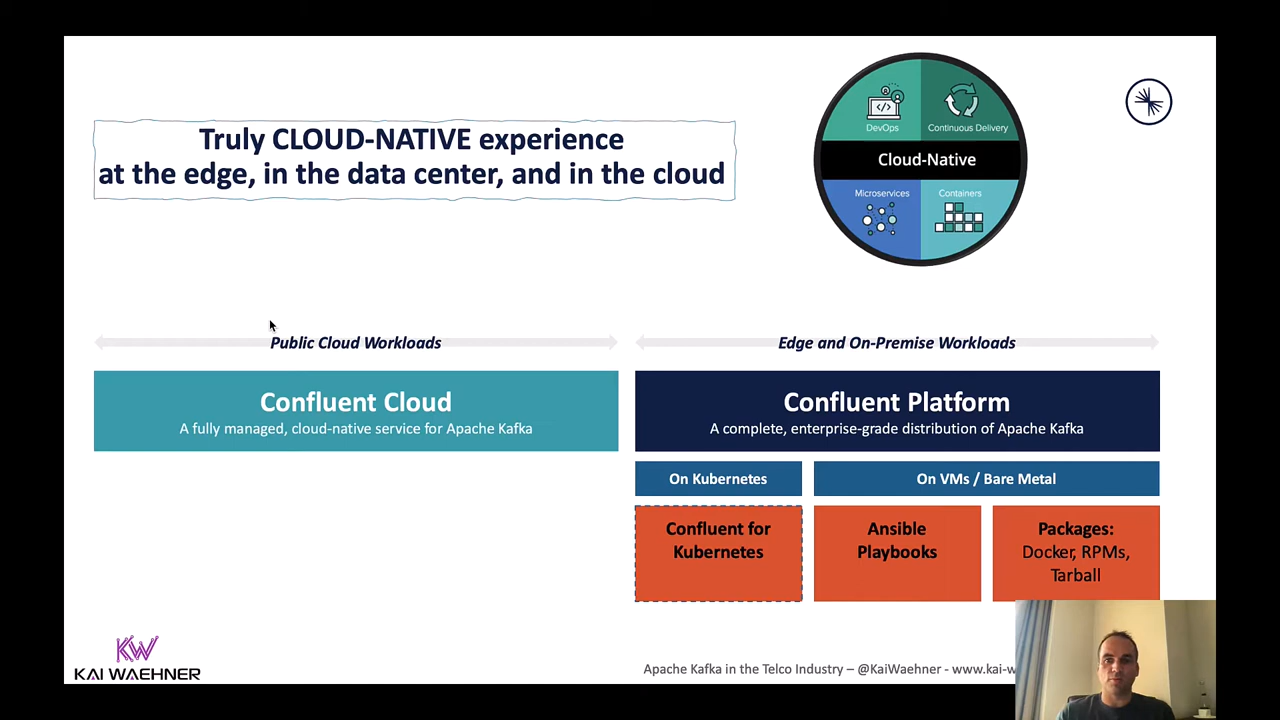 Truly CLOUD-NATIVE experience
at the edge, in the data center, and in the cloud
DevOps
Continuous Delivery
Cloud-Native
Microservices
Containers
Public Cloud Workloads
Edge and On-Premise Workloads
Confluent Cloud
A fully managed, cloud-native service for Apache Kafka
Confluent Platform
A complete, enterprise-grade distribution of Apache Kafka
On Kubernetes
On VMs / Bare Metal
Confluent for
Kubernetes
Ansible
Playbooks
Packages:
Docker, RPMs,
Tarball
KW
KAI WAEHNER
Apache Kafka in the Telco Industry – @KaiWaehner - www.kai-w